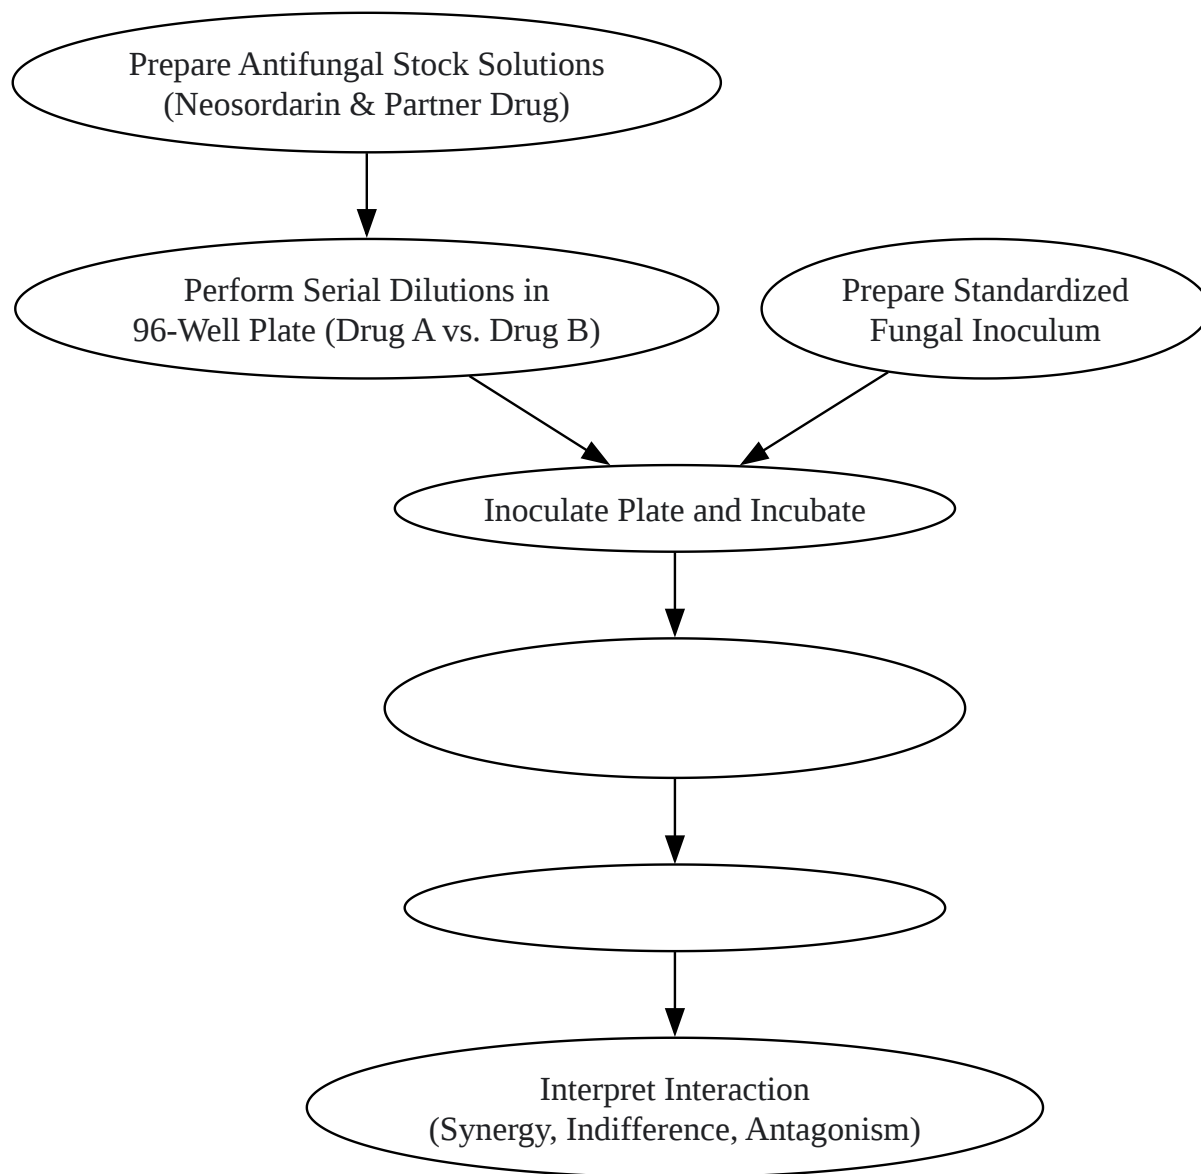 Prepare Antifungal Stock Solutions
(Neosordarin & Partner Drug)
Perform Serial Dilutions in
96-Well Plate (Drug A vs. Drug B)
Prepare Standardized
Fungal Inoculum
Inoculate Plate and Incubate
Interpret Interaction
(Synergy, Indifference, Antagonism)